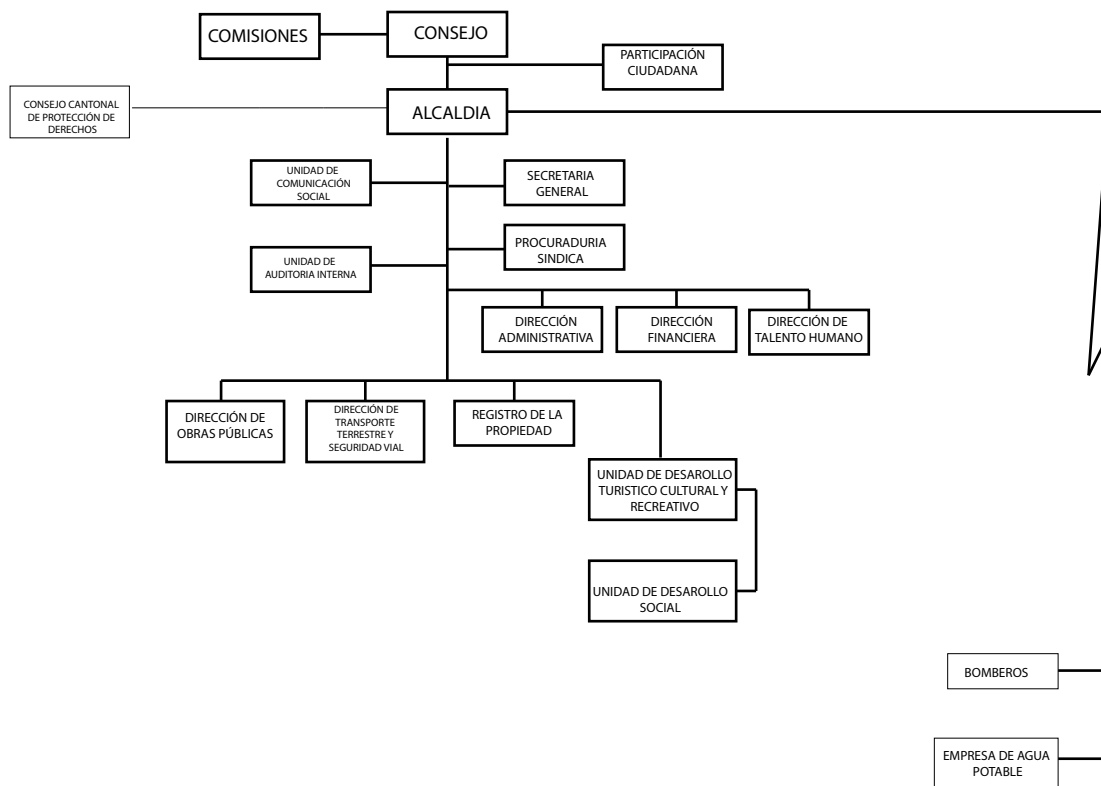 COMISIONES
CONSEJO
PARTICIPACIÓN
CIUDADANA
CONSEJO CANTONAL
DE PROTECCIÓN DE
DERECHOS
ALCALDIA
UNIDAD DE
COMUNICACIÓN
SOCIAL
SECRETARIA
GENERAL
UNIDAD DE
AUDITORIA INTERNA
PROCURADURIA
SINDICA
DIRECCIÓN
ADMINISTRATIVA
DIRECCIÓN
FINANCIERA
DIRECCIÓN DE
TALENTO HUMANO
DIRECCIÓN DE
OBRAS PÚBLICAS
DIRECCIÓN DE
TRANSPORTE
TERRESTRE Y
SEGURIDAD VIAL
REGISTRO DE LA
PROPIEDAD
UNIDAD DE DESAROLLO
TURISTICO CULTURAL Y
RECREATIVO
UNIDAD DE DESAROLLO
SOCIAL
BOMBEROS
EMPRESA DE AGUA
POTABLE